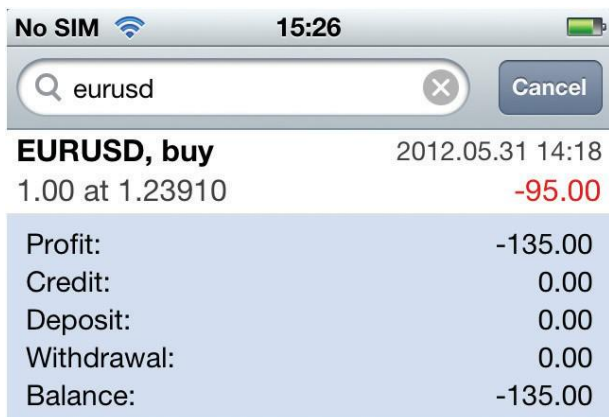 No SIM 15:26
eurusd Cancel
EURUSD, buy 2012.05.31 14:18
1.00 at 1.23910 -95.00
Profit: -135.00
Credit: 0.00
Deposit: 0.00
Withdrawal: 0.00
Balance: -135.00